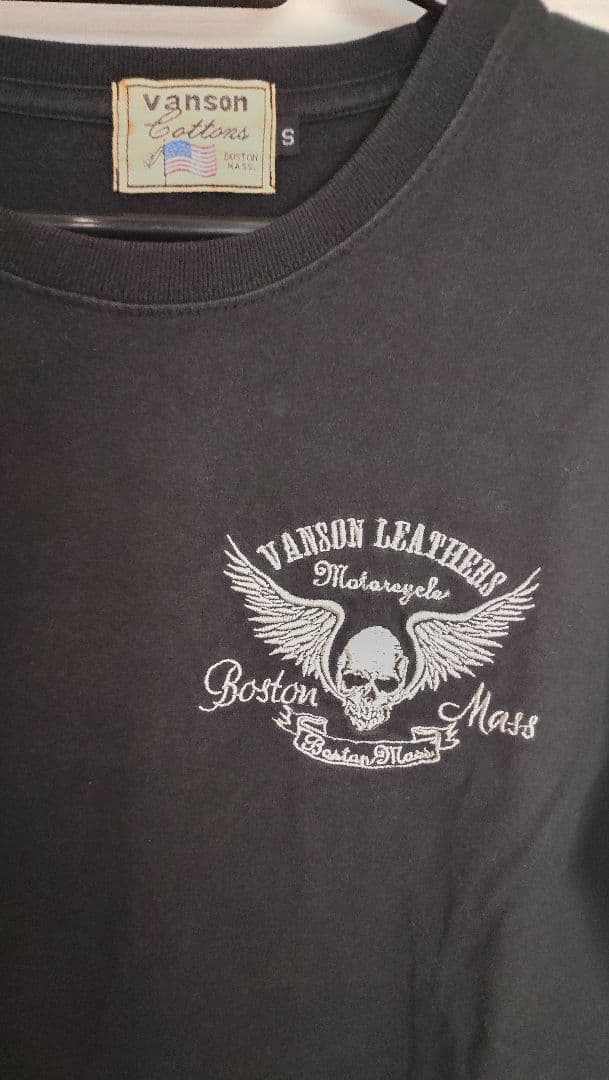 vanson
Cottons
BOSTON
MASS.
S
VANSON LEATHERS
Motorcycle
Boston Mass
Boston Mass